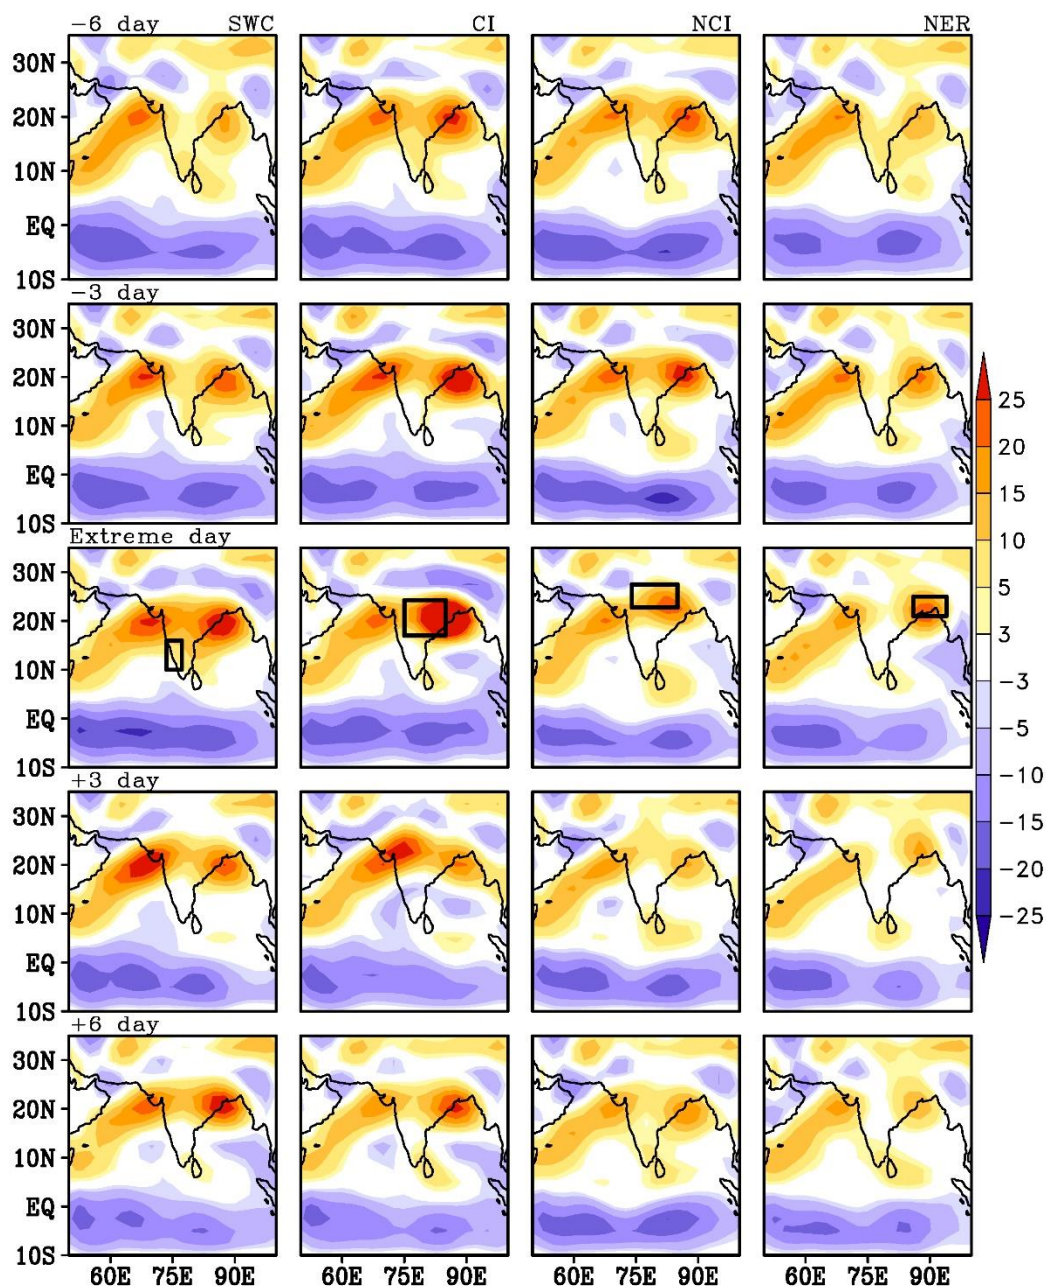 −6 day SWC CI NCI NER
30N
20N
10N
EQ
10S
−3 day
30N
20N
10N
EQ
10S
Extreme day
30N
20N
10N
EQ
10S
+3 day
30N
20N
10N
EQ
10S
+6 day
30N
20N
10N
EQ
10S
60E 75E 90E 60E 75E 90E 60E 75E 90E 60E 75E 90E
25
20
15
10
5
3
−3
−5
−10
−15
−20
−25